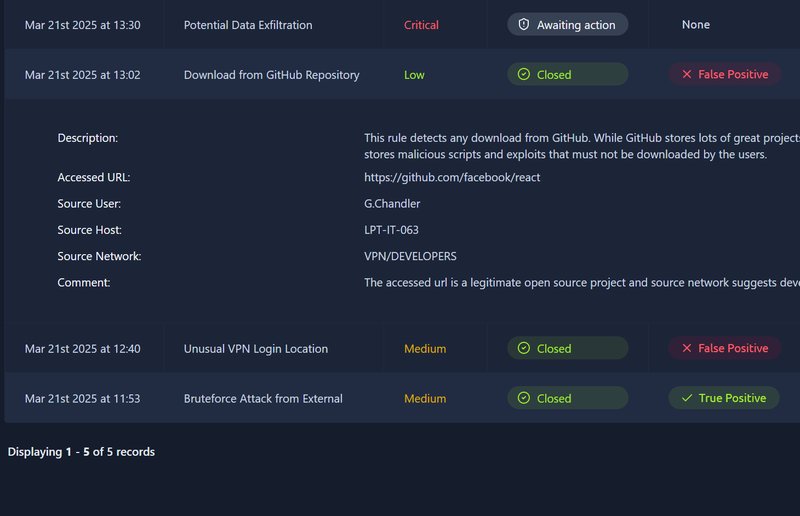 Mar 21st 2025 at 13:30 Potential Data Exfiltration Critical Awaiting action None
Mar 21st 2025 at 13:02 Download from GitHub Repository Low Closed False Positive
Description: This rule detects any download from GitHub. While GitHub stores lots of great projects
stores malicious scripts and exploits that must not be downloaded by the users.
Accessed URL: https://github.com/facebook/react
Source User: G.Chandler
Source Host: LPT-IT-063
Source Network: VPN/DEVELOPERS
Comment: The accessed url is a legitimate open source project and source network suggests
Mar 21st 2025 at 12:40 Unusual VPN Login Location Medium Closed False Positive
Mar 21st 2025 at 11:53 Bruteforce Attack from External Medium Closed True Positive
Displaying 1 - 5 of 5 records